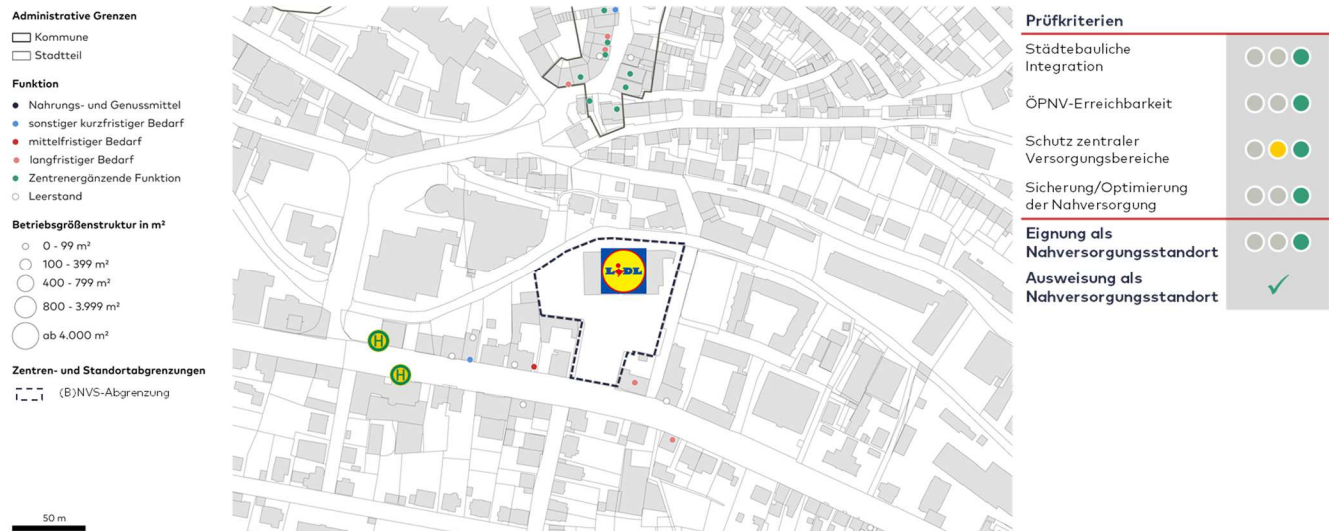 Administrative Grenzen
Kommune
Stadtteil
Funktion
Nahrungs- und Genussmittel
sonstiger kurzfristiger Bedarf
mittelfristiger Bedarf
langfristiger Bedarf
Zentrenergänzende Funktion
Leerstand
Betriebsgrößenstruktur in m²
0 - 99 m²
100 - 399 m²
400 - 799 m²
800 - 3.999 m²
ab 4.000 m²
Zentren- und Standortabgrenzungen
(B)NVS-Abgrenzung
50 m
LiDL
H
H
Prüfkriterien
Städtebauliche
Integration
ÖPNV-Erreichbarkeit
Schutz zentraler
Versorgungsbereiche
Sicherung/Optimierung
der Nahversorgung
Eignung als
Nahversorgungsstandort
Ausweisung als
Nahversorgungsstandort